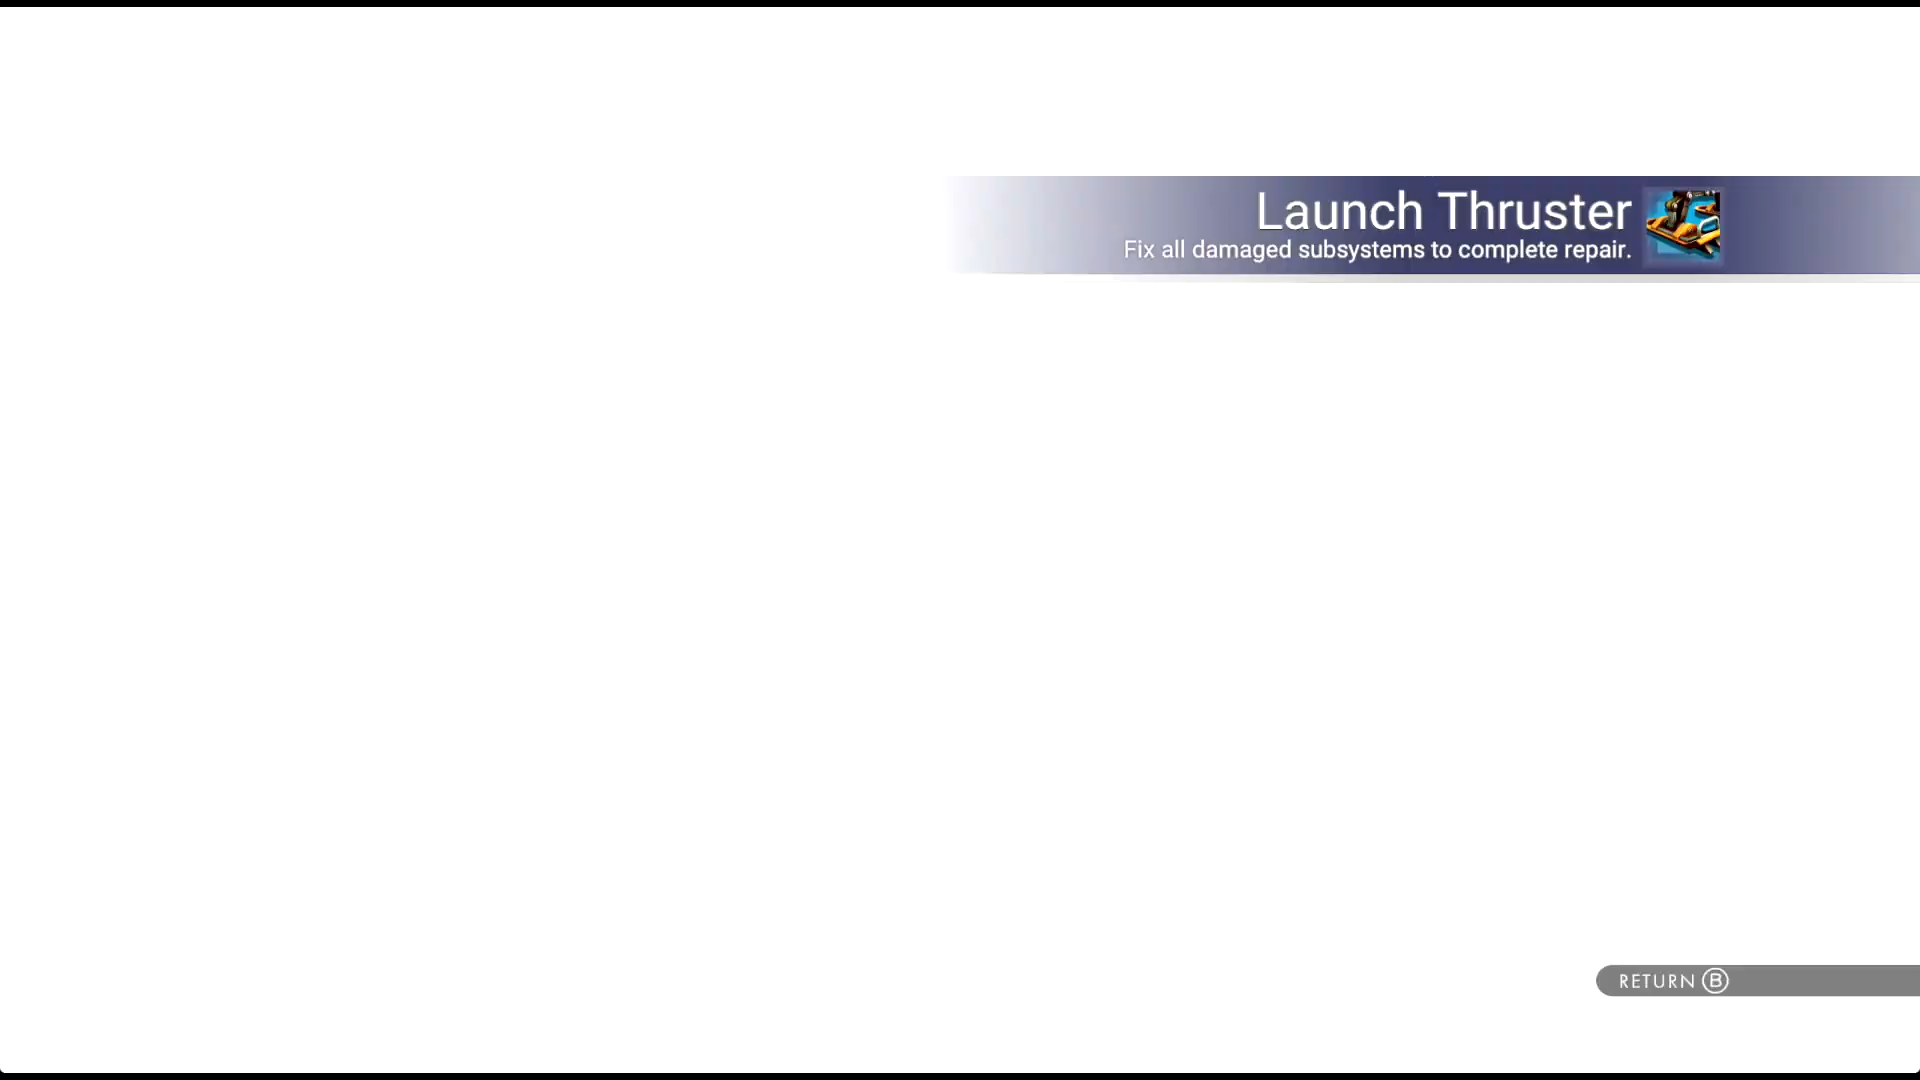 Launch Thruster
Fix all damaged subsystems to complete repair.
RETURN B